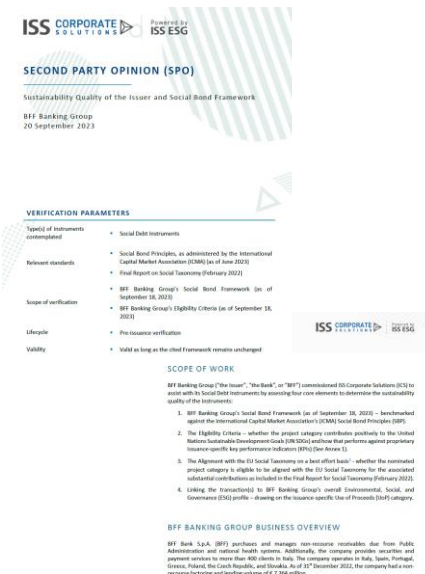 ISS CORPORATE SOLUTIONS
Powered by
ISS ESG
SECOND PARTY OPINION (SPO)
Sustainability Quality of the Issuer and Social Bond Framework
BFF Banking Group
20 September 2023
VERIFICATION PARAMETERS
Type(s) of instruments
contemplated
• Social Debt Instruments
Relevant standards
• Social Bond Principles, as administered by the International
Capital Market Association (ICMA) (as of June 2023)
• Final Report on Social Taxonomy (February 2022)
Scope of verification
• BFF Banking Group's Social Bond Framework (as of
September 18, 2023)
• BFF Banking Group's Eligibility Criteria (as of September 18,
2023)
Lifecycle
• Pre-issuance verification
Validity
• Valid as long as the cited Framework remains unchanged
ISS CORPORATE SOLUTIONS
Powered by
ISS ESG
SCOPE OF WORK
BFF Banking Group ("the Issuer", "the Bank", or "BFF") commissioned ISS Corporate Solutions (ICS) to
assist with its Social Debt Instruments by assessing four core elements to determine the sustainability
quality of the Instruments:
1. BFF Banking Group's Social Bond Framework (as of September 18, 2023) – benchmarked
against the International Capital Market Association's (ICMA) Social Bond Principles (SBP).
2. The Eligibility Criteria – whether the project category contributes positively to the United
Nations Sustainable Development Goals (UN SDGs) and how that performs against proprietary
issuance-specific key performance indicators (KPIs) (See Annex 1).
3. The Alignment with the EU Social Taxonomy on a best effort basis¹ - whether the nominated
project category is eligible to be aligned with the EU Social Taxonomy for the associated
substantial contributions as included in the Final Report for Social Taxonomy (February 2022).
4. Linking the transaction(s) to BFF Banking Group's overall Environmental, Social, and
Governance (ESG) profile – drawing on the issuance-specific Use of Proceeds (UoP) category.
BFF BANKING GROUP BUSINESS OVERVIEW
BFF Bank S.p.A. (BFF) purchases and manages non-recourse receivables due from Public
Administration and national health systems. Additionally, the company provides securities and
payment services to more than 400 clients in Italy. The company operates in Italy, Spain, Portugal,
Greece, Poland, the Czech Republic, and Slovakia. As of 31st December 2022, the company had a non-
recourse factoring and lending volume of